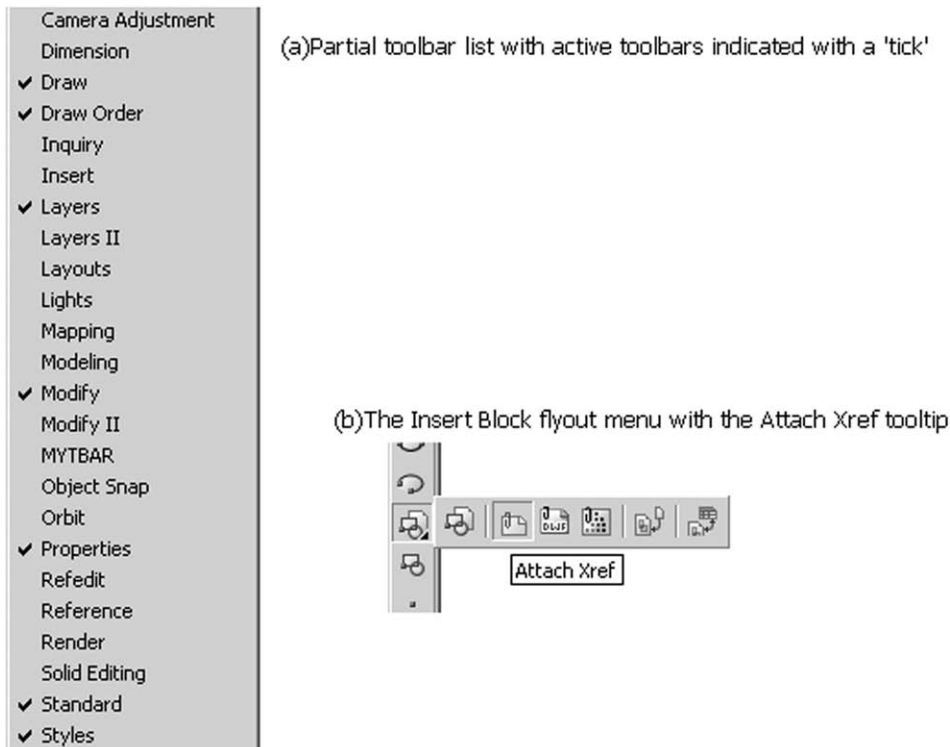 Camera Adjustment
Dimension
Draw
Draw Order
Inquiry
Insert
Layers
Layers II
Layouts
Lights
Mapping
Modeling
Modify
Modify II
MYTBAR
Object Snap
Orbit
Properties
Refedit
Reference
Render
Solid Editing
Standard
Styles
(a)Partial toolbar list with active toolbars indicated with a 'tick'
(b)The Insert Block flyout menu with the Attach Xref tooltip
DWF
Attach Xref